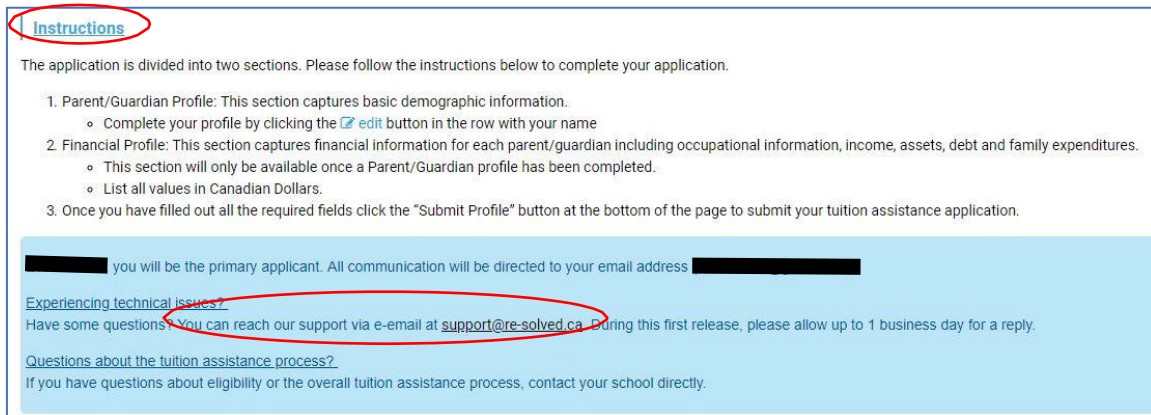 Instructions
The application is divided into two sections. Please follow the instructions below to complete your application.
1. Parent/Guardian Profile: This section captures basic demographic information.
Complete your profile by clicking the edit button in the row with your name
2. Financial Profile: This section captures financial information for each parent/guardian including occupational information, income, assets, debt and family expenditures.
This section will only be available once a Parent/Guardian profile has been completed.
List all values in Canadian Dollars.
3. Once you have filled out all the required fields click the “Submit Profile” button at the bottom of the page to submit your tuition assistance application.
you will be the primary applicant. All communication will be directed to your email address
Experiencing technical issues?
Have some questions? You can reach our support via e-email at support@re-solved.ca. During this first release, please allow up to 1 business day for a reply.
Questions about the tuition assistance process?
If you have questions about eligibility or the overall tuition assistance process, contact your school directly.